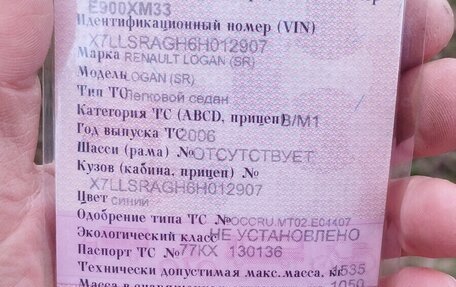 Е900ХМ33
Идентификационный номер (VIN)
X7LLSRAGH6H012907
Марка RENAULT LOGAN (SR)
Модель LOGAN (SR)
Тип ТС Легковой седан
Категория ТС (ABCD, прицеп) B/M1
Год выпуска ТС 2006
Шасси (рама) № ОТСУТСТВУЕТ
Кузов (кабина, прицеп) №
X7LLSRAGH6H012907
Цвет синий
Одобрение типа ТС № РОССRU.MT02.E04407
Экологический класс НЕ УСТАНОВЛЕНО
Паспорт ТС № 77КХ 130136
Технически допустимая макс. масса, кг 1535
Масса в 1050